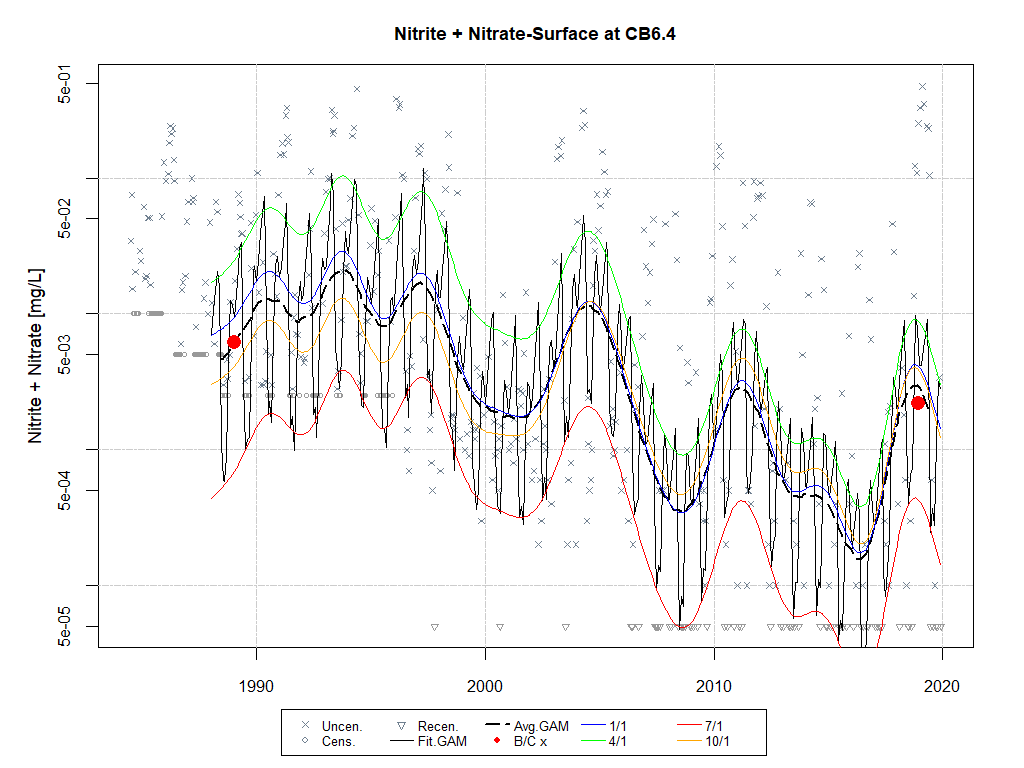 Nitrite + Nitrate-Surface at CB6.4
Nitrite + Nitrate [mg/L]
5e-01
5e-02
5e-03
5e-04
5e-05
1990 2000 2010 2020
Uncen. Recen. Avg.GAM 1/1 7/1
Cens. Fit.GAM B/C x 4/1 10/1